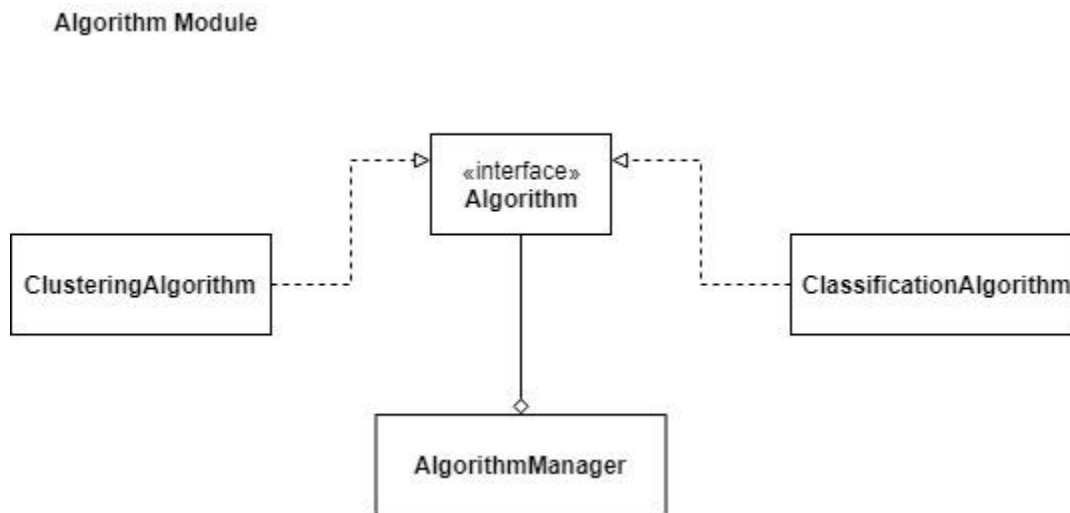 Algorithm Module
«interface»
Algorithm
ClusteringAlgorithm
ClassificationAlgorithm
AlgorithmManager